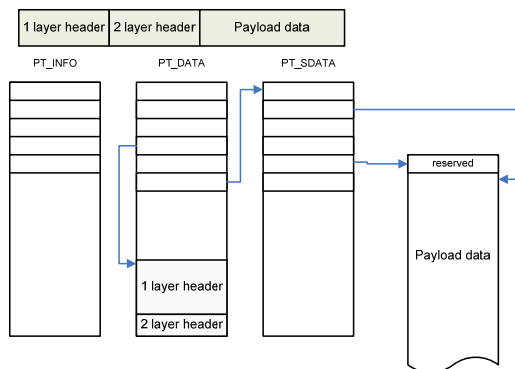 1 layer header 2 layer header Payload data
PT_INFO PT_DATA PT_SDATA
reserved
Payload data
1 layer header
2 layer header